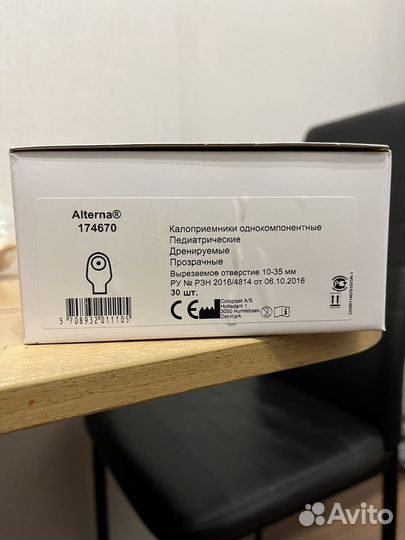 Alterna®
174670
Калоприемники однокомпонентные
Педиатрические
Дренируемые
Прозрачные
Вырезаемое отверстие 10-35 мм
РУ № РЗН 2016/4814 от 06.10.2016
30 шт.
CE
Coloplast A/S
Holtedam 1
3050 Humlebaek
Denmark
5 708932 011105
Avito